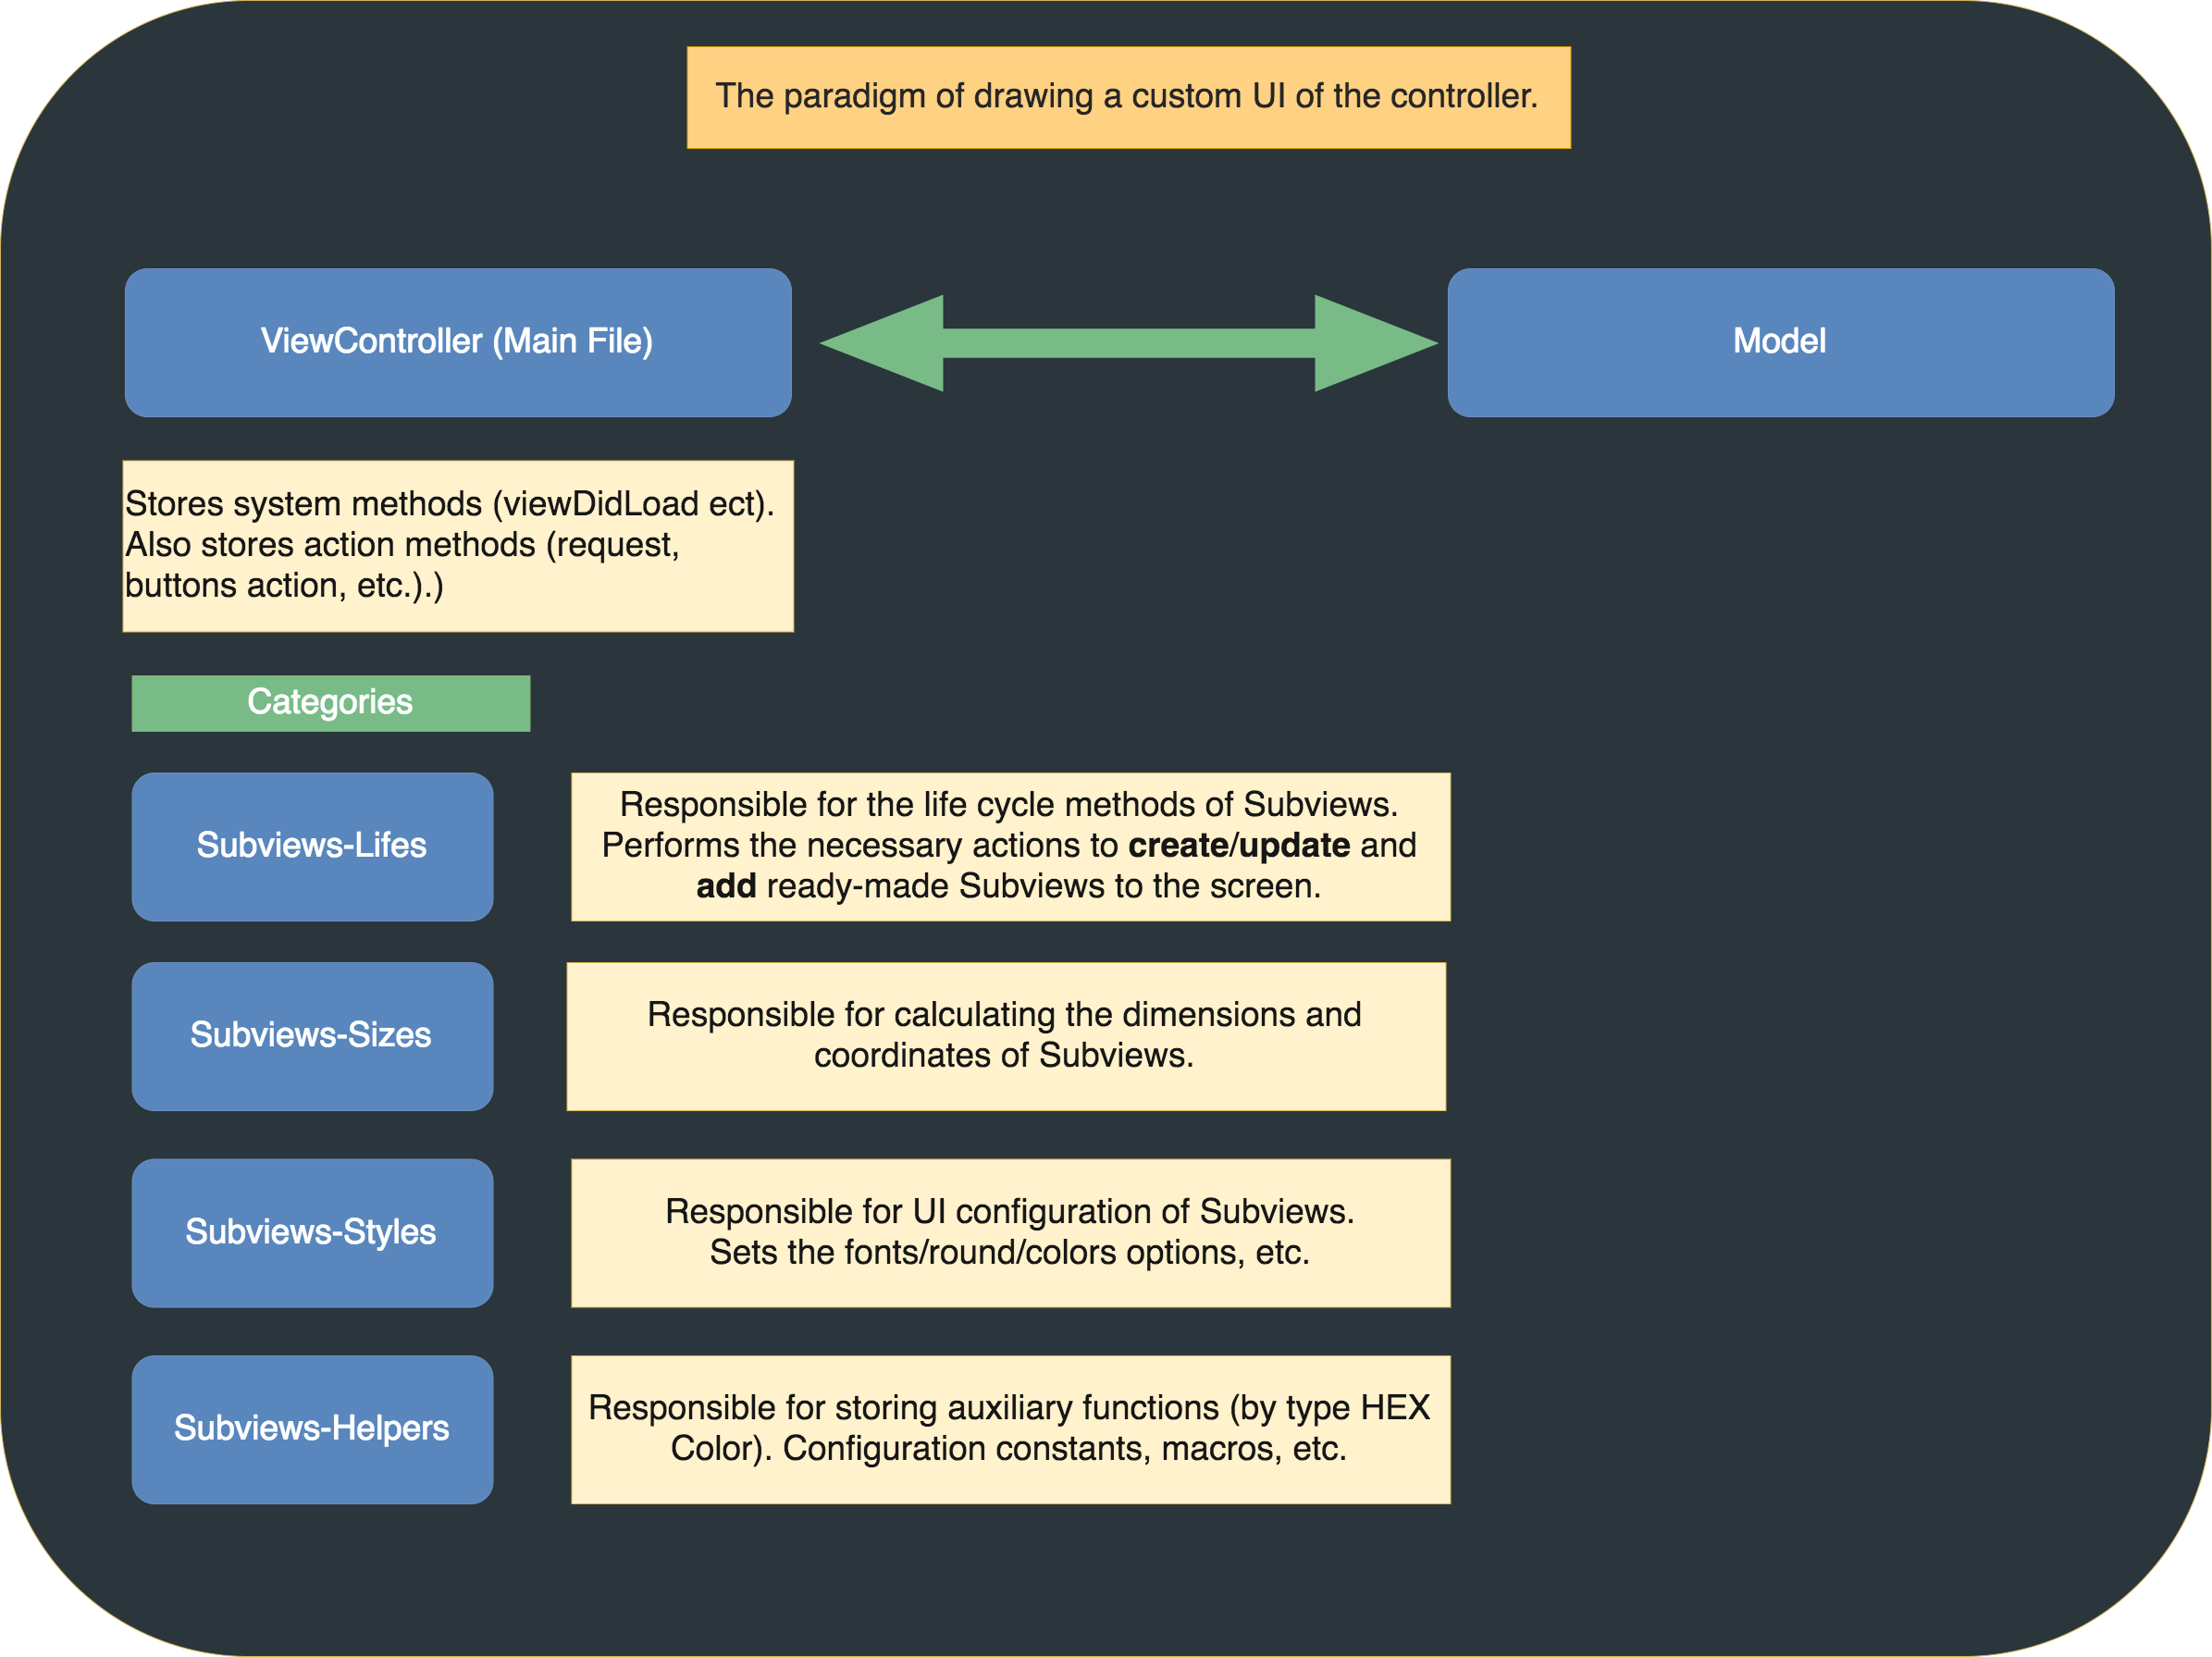 The paradigm of drawing a custom UI of the controller.
ViewController (Main File)
Model
Stores system methods (viewDidLoad ect).
Also stores action methods (request,
buttons action, etc.).)
Categories
Subviews-Lifes
Responsible for the life cycle methods of Subviews.
Performs the necessary actions to create/update and
add ready-made Subviews to the screen.
Subviews-Sizes
Responsible for calculating the dimensions and
coordinates of Subviews.
Subviews-Styles
Responsible for UI configuration of Subviews.
Sets the fonts/round/colors options, etc.
Subviews-Helpers
Responsible for storing auxiliary functions (by type HEX
Color). Configuration constants, macros, etc.